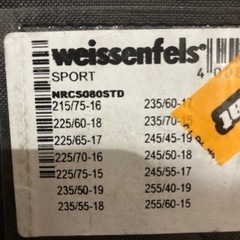 weissenfels®
SPORT
NRCS080STD
215/75-16 235/60-17
225/60-18 235/70-15
225/65-17 245/45-19
225/70-16 245/50-18
225/75-15 245/55-17
235/50-19 255/40-19
235/55-18 255/60-15